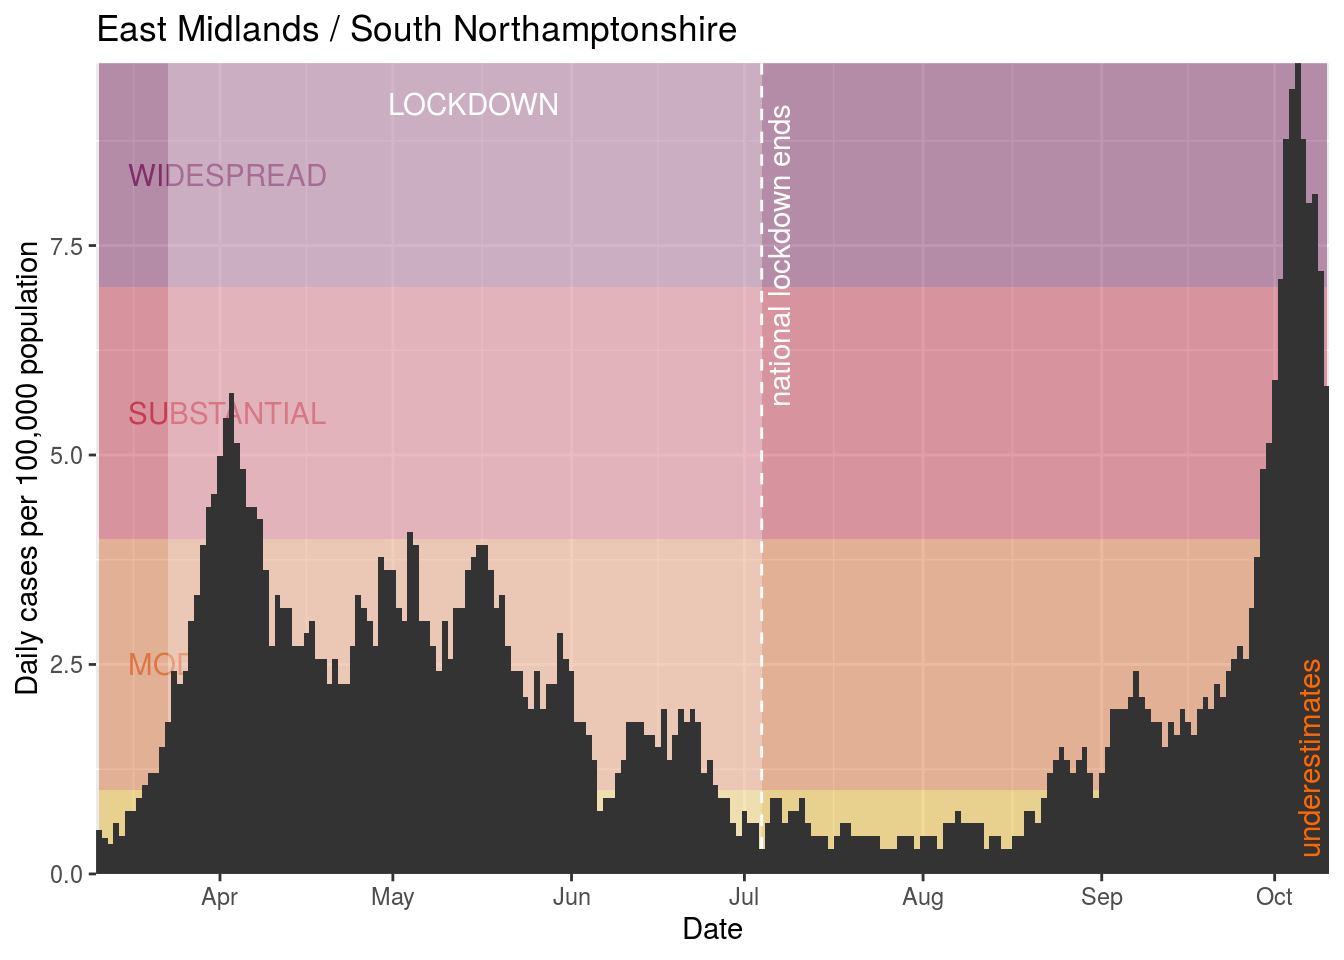 East Midlands / South Northamptonshire
LOCKDOWN
WIDESPREAD
national lockdown ends
SUBSTANTIAL
underestimates
Daily cases per 100,000 population
7.5
5.0
2.5
0.0
Apr
May
Jun
Jul
Aug
Sep
Oct
Date